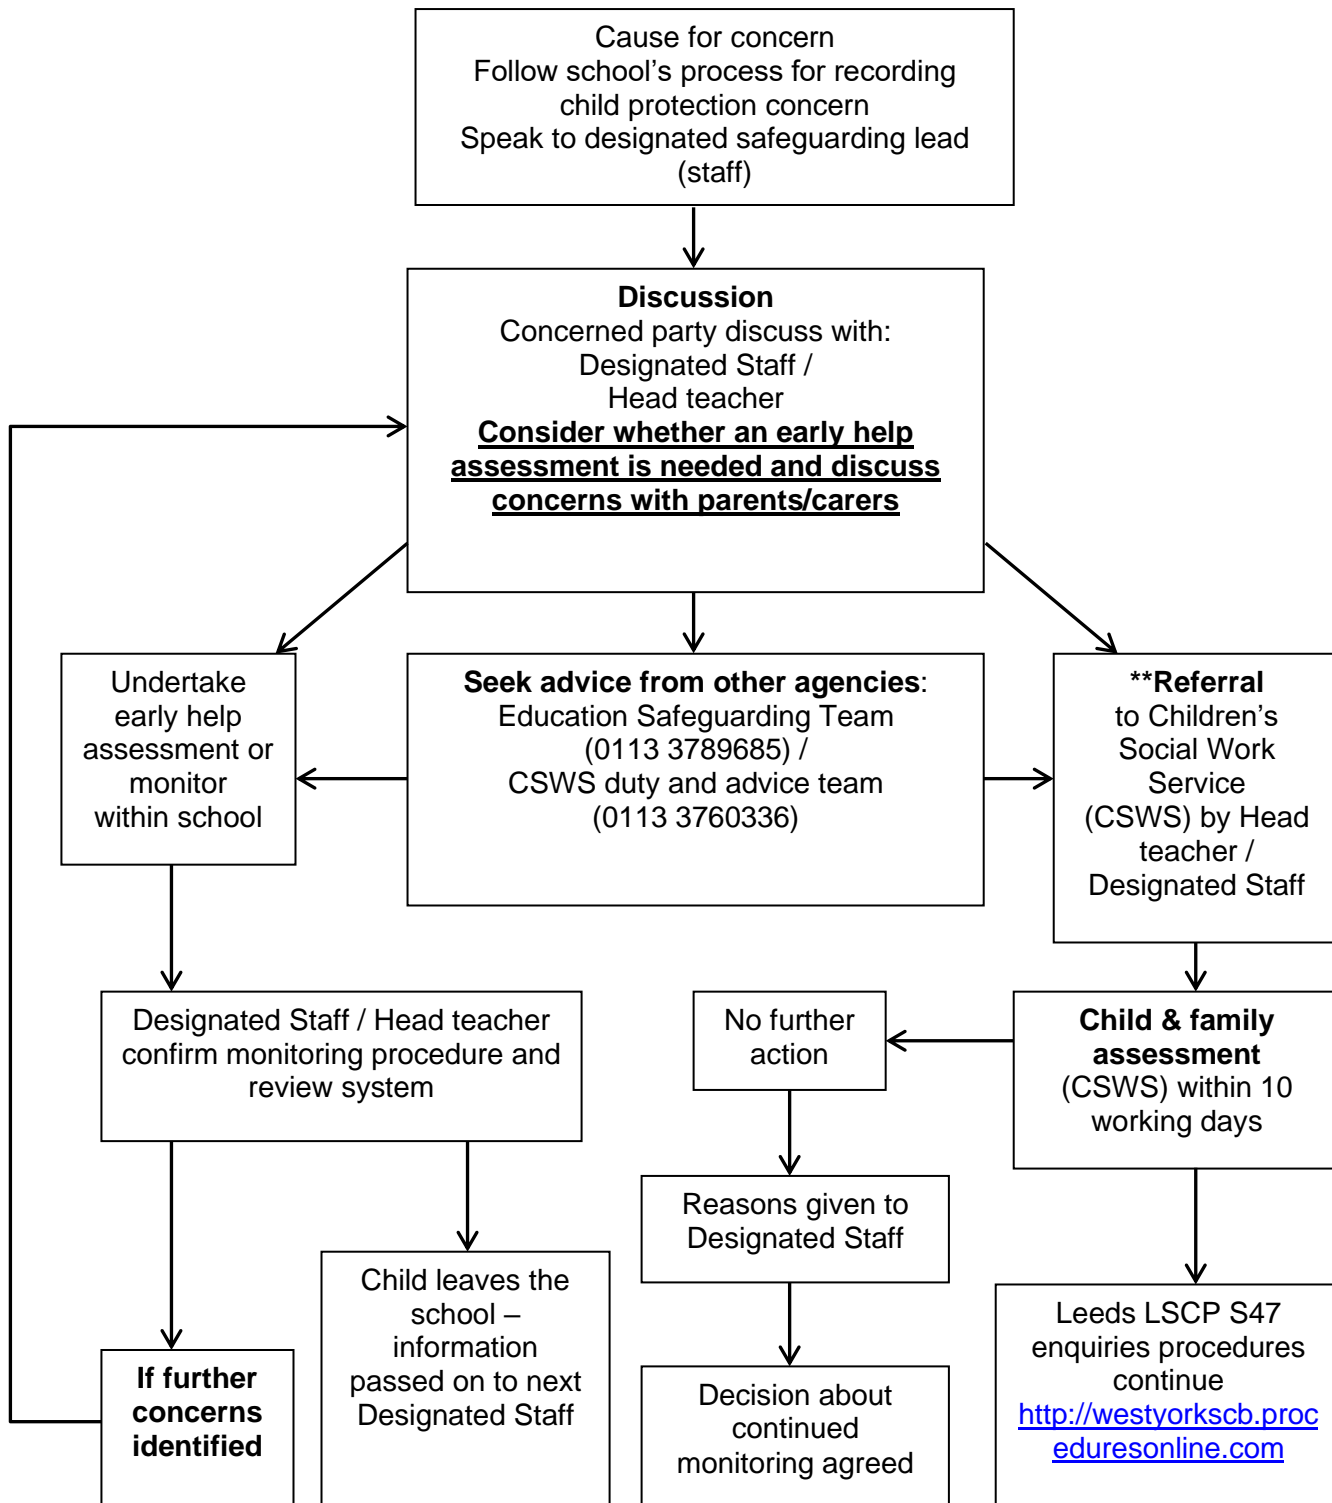 Cause for concern
Follow school's process for recording
child protection concern
Speak to designated safeguarding lead
(staff)
Discussion
Concerned party discuss with:
Designated Staff /
Head teacher
Consider whether an early help
assessment is needed and discuss
concerns with parents/carers
Undertake
early help
assessment or
monitor
within school
Seek advice from other agencies:
Education Safeguarding Team
(0113 3789685) /
CSWS duty and advice team
(0113 3760336)
**Referral
to Children's
Social Work
Service
(CSWS) by Head
teacher /
Designated Staff
Designated Staff / Head teacher
confirm monitoring procedure and
review system
No further
action
Child & family
assessment
(CSWS) within 10
working days
Reasons given to
Designated Staff
If further
concerns
identified
Child leaves the
school –
information
passed on to next
Designated Staff
Decision about
continued
monitoring agreed
Leeds LSCP S47
enquiries procedures
continue
http://westyorkscb.proc
eduresonline.com